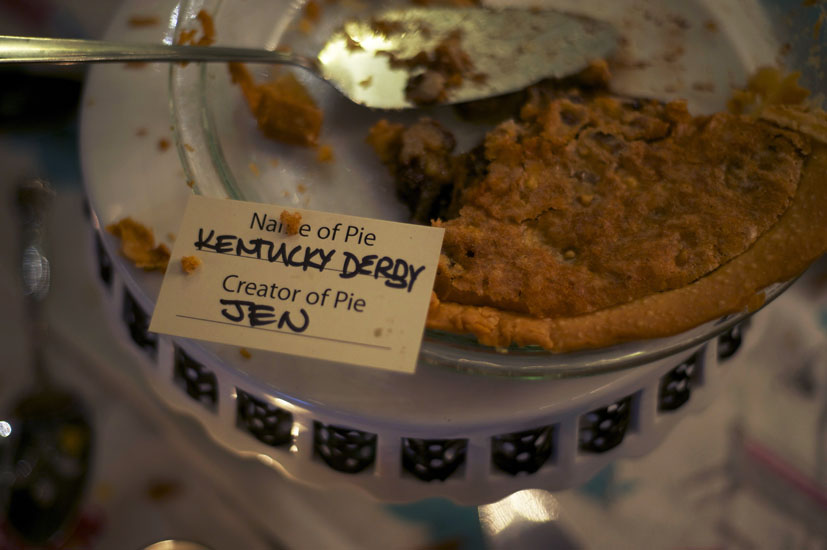 Name of Pie
KENTUCKY DERBY
Creator of Pie
JEN